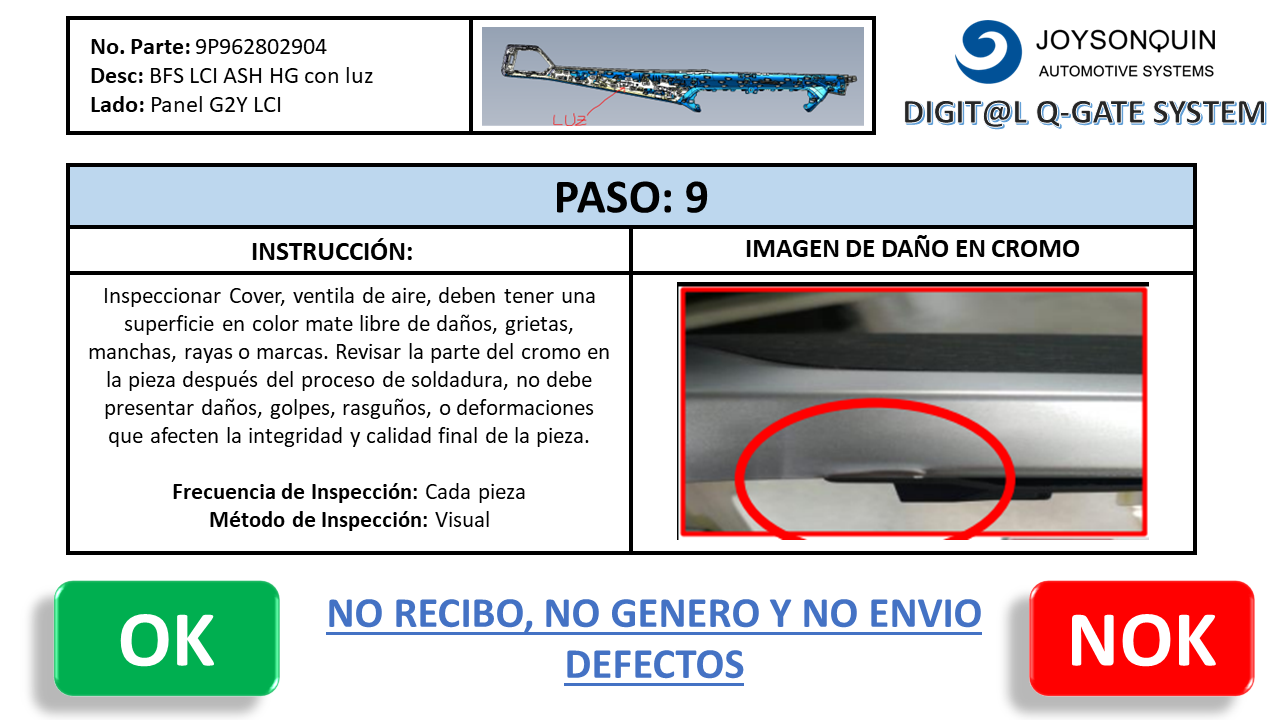 No. Parte: 9P962802904
Desc: BFS LCI ASH HG con luz
Lado: Panel G2Y LCI
LUZ
JOYSONQUIN
AUTOMOTIVE SYSTEMS
DIGIT@L Q-GATE SYSTEM
PASO: 9
INSTRUCCIÓN:
IMAGEN DE DAÑO EN CROMO
Inspeccionar Cover, ventila de aire, deben tener una
superficie en color mate libre de daños, grietas,
manchas, rayas o marcas. Revisar la parte del cromo en
la pieza después del proceso de soldadura, no debe
presentar daños, golpes, rasguños, o deformaciones
que afecten la integridad y calidad final de la pieza.
Frecuencia de Inspección: Cada pieza
Método de Inspección: Visual
OK
NO RECIBO, NO GENERO Y NO ENVIO
DEFECTOS
NOK